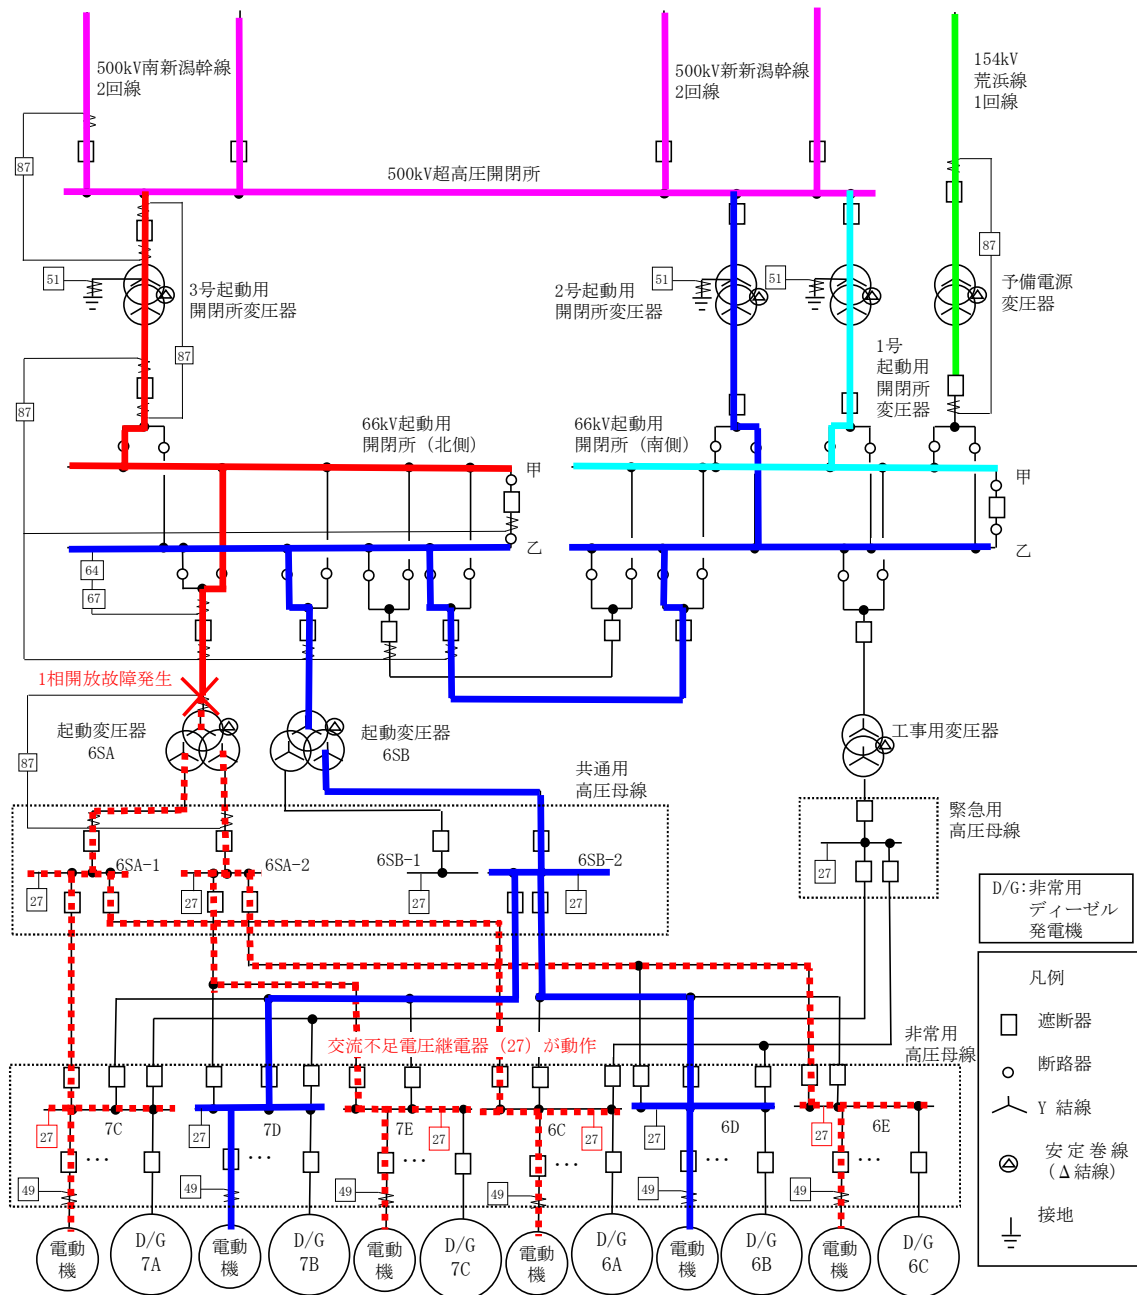 500kV南新潟幹線
2回線
500kV新新潟幹線
2回線
154kV
荒浜線
1回線
87
500kV超高圧開閉所
87
51
3号起動用
開閉所変圧器
51
2号起動用
開閉所変圧器
51
予備電源
変圧器
87
87
1号
起動用
開閉所
変圧器
66kV起動用
開閉所(北側)
66kV起動用
開閉所(南側)
甲
甲
乙
乙
64
67
1相開放故障発生
起動変圧器
6SA
起動変圧器
6SB
工事用変圧器
87
共通用
高圧母線
緊急用
高圧母線
6SA-1
6SA-2
6SB-1
6SB-2
27
27
27
27
27
D/G:非常用
ディーゼル
発電機
凡例
遮断器
断路器
Y 結線
安定巻線
(Δ結線)
接地
交流不足電圧継電器(27)が動作
非常用
高圧母線
7C
7D
7E
6C
6D
6E
27
27
27
27
27
27
...
...
...
...
...
...
49
49
49
49
49
49
電動
機
D/G
7A
電動
機
D/G
7B
電動
機
D/G
7C
電動
機
D/G
6A
電動
機
D/G
6B
電動
機
D/G
6C